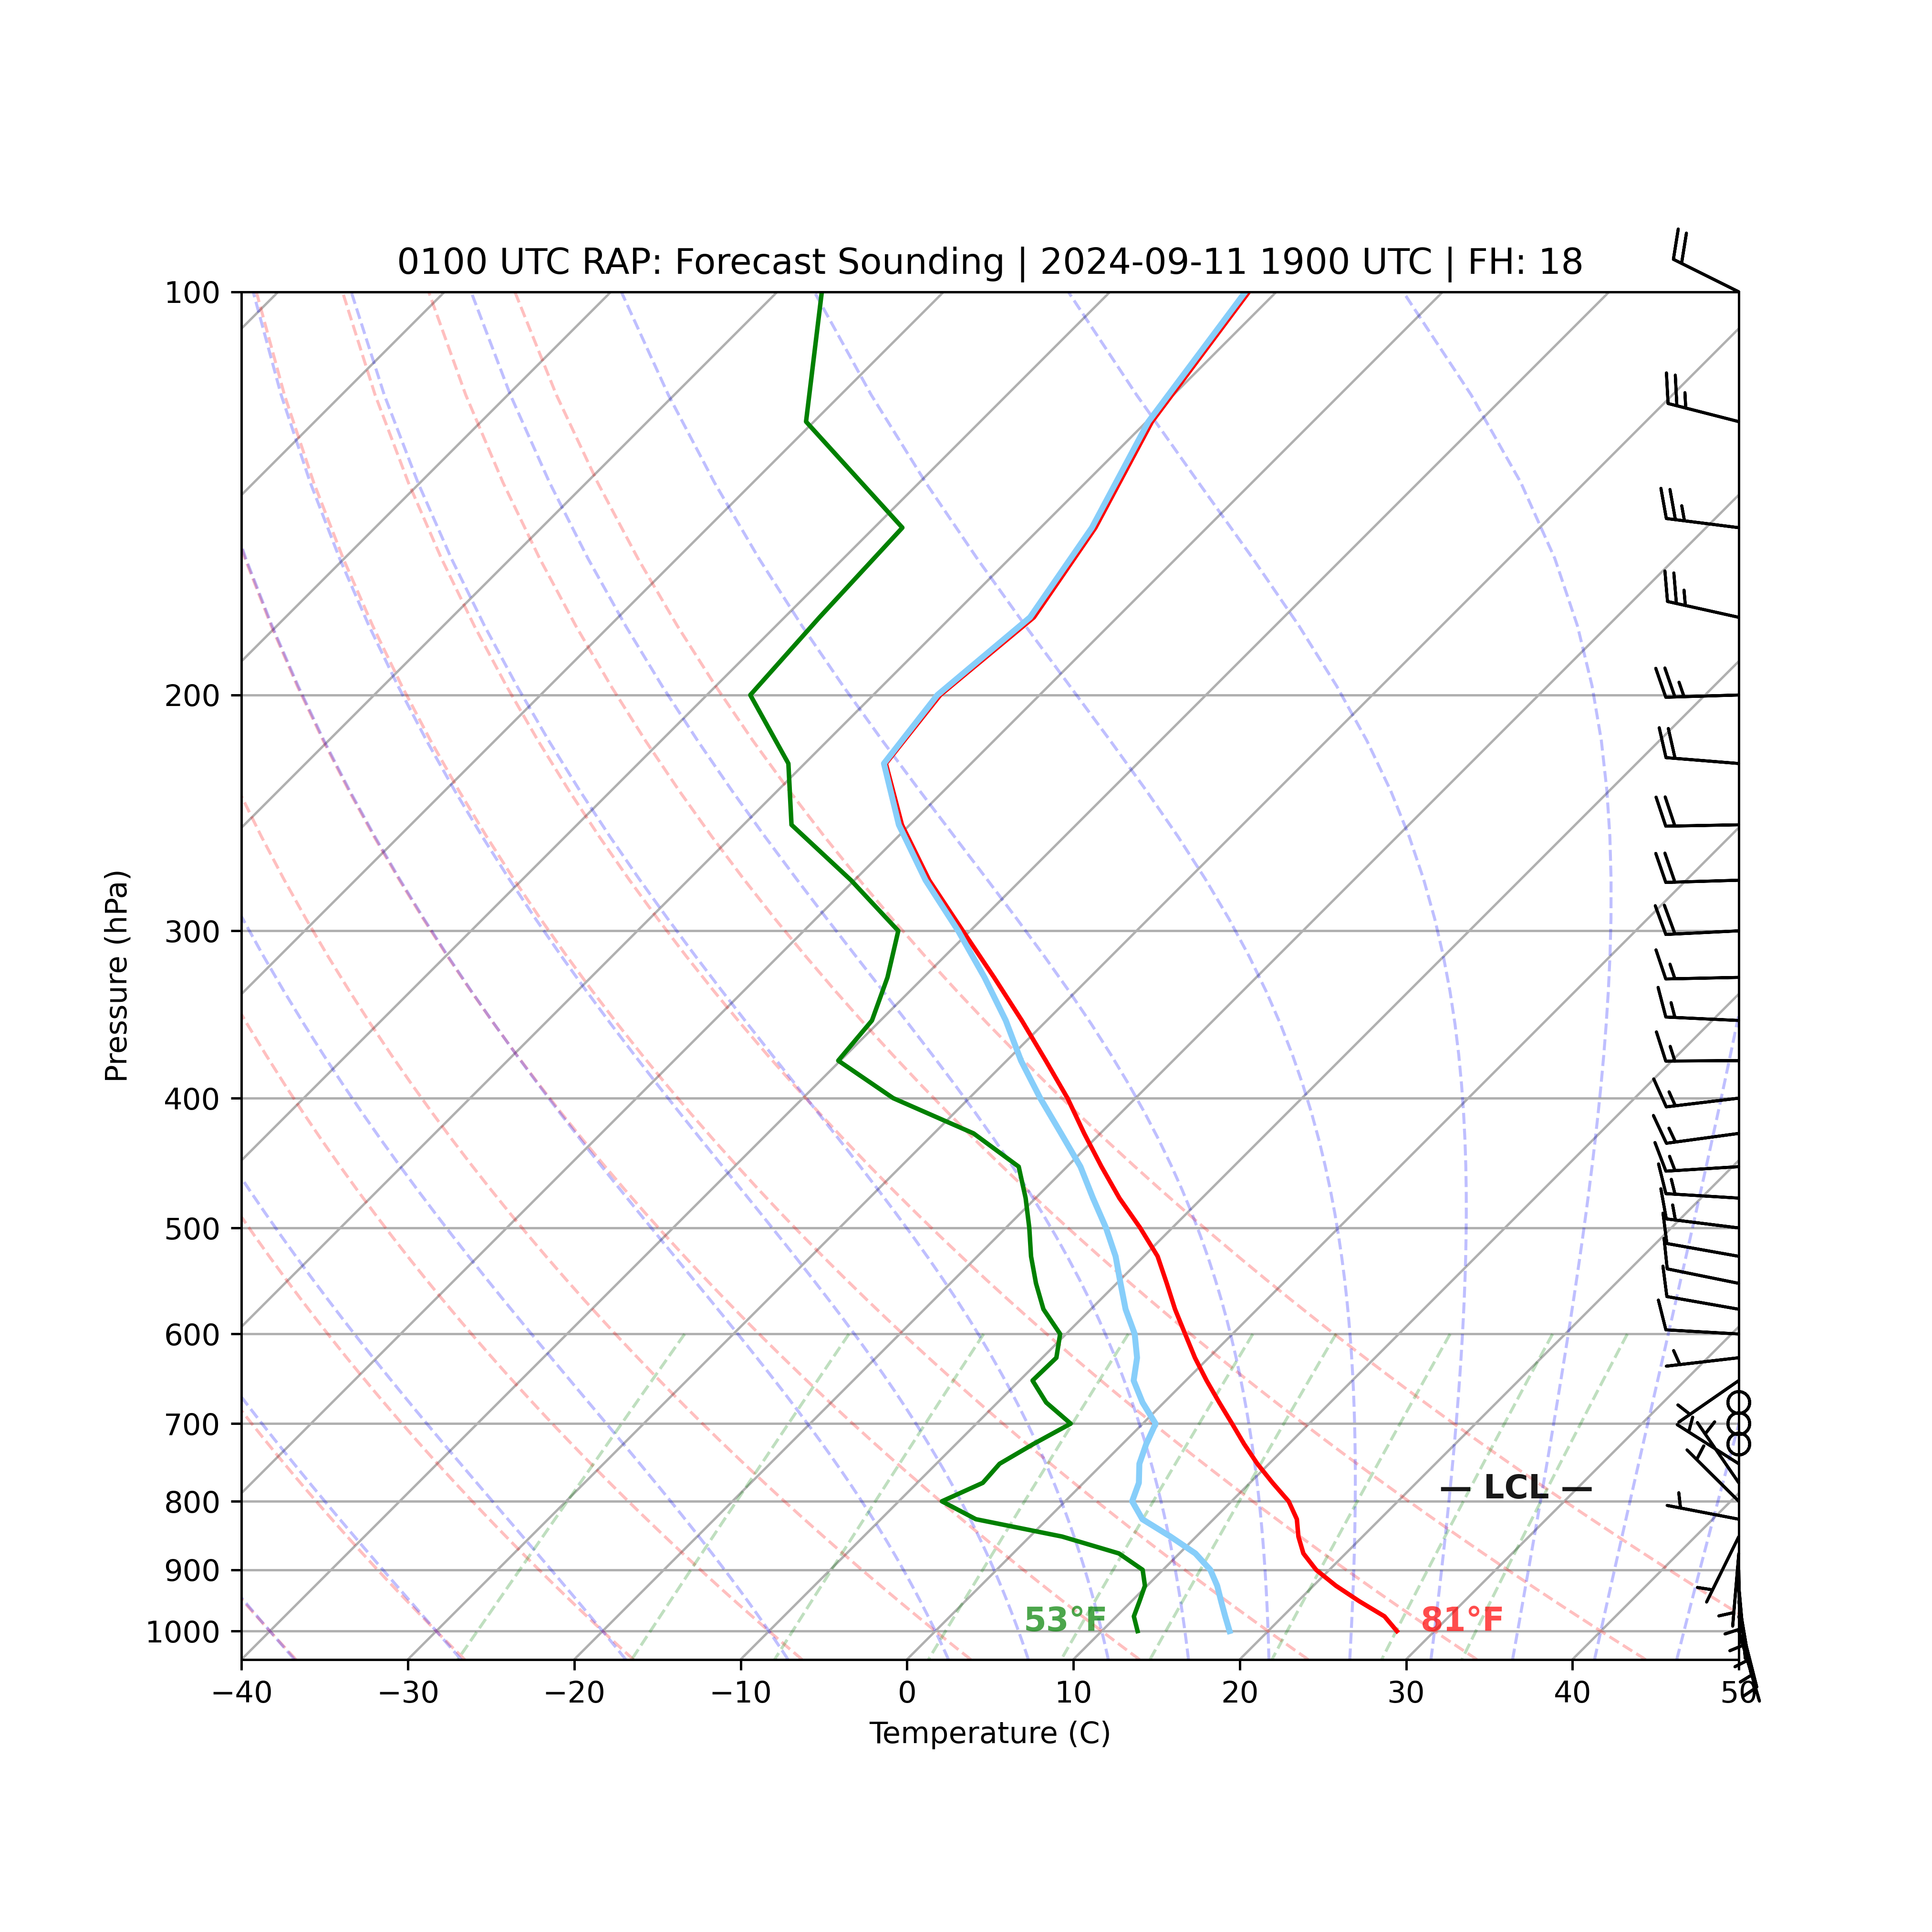 0100 UTC RAP: Forecast Sounding | 2024-09-11 1900 UTC | FH: 18
100
200
300
400
500
600
700
800
900
1000
Pressure (hPa)
— LCL —
53°F
81°F
−40 −30 −20 −10 0 10 20 30 40 50
Temperature (C)